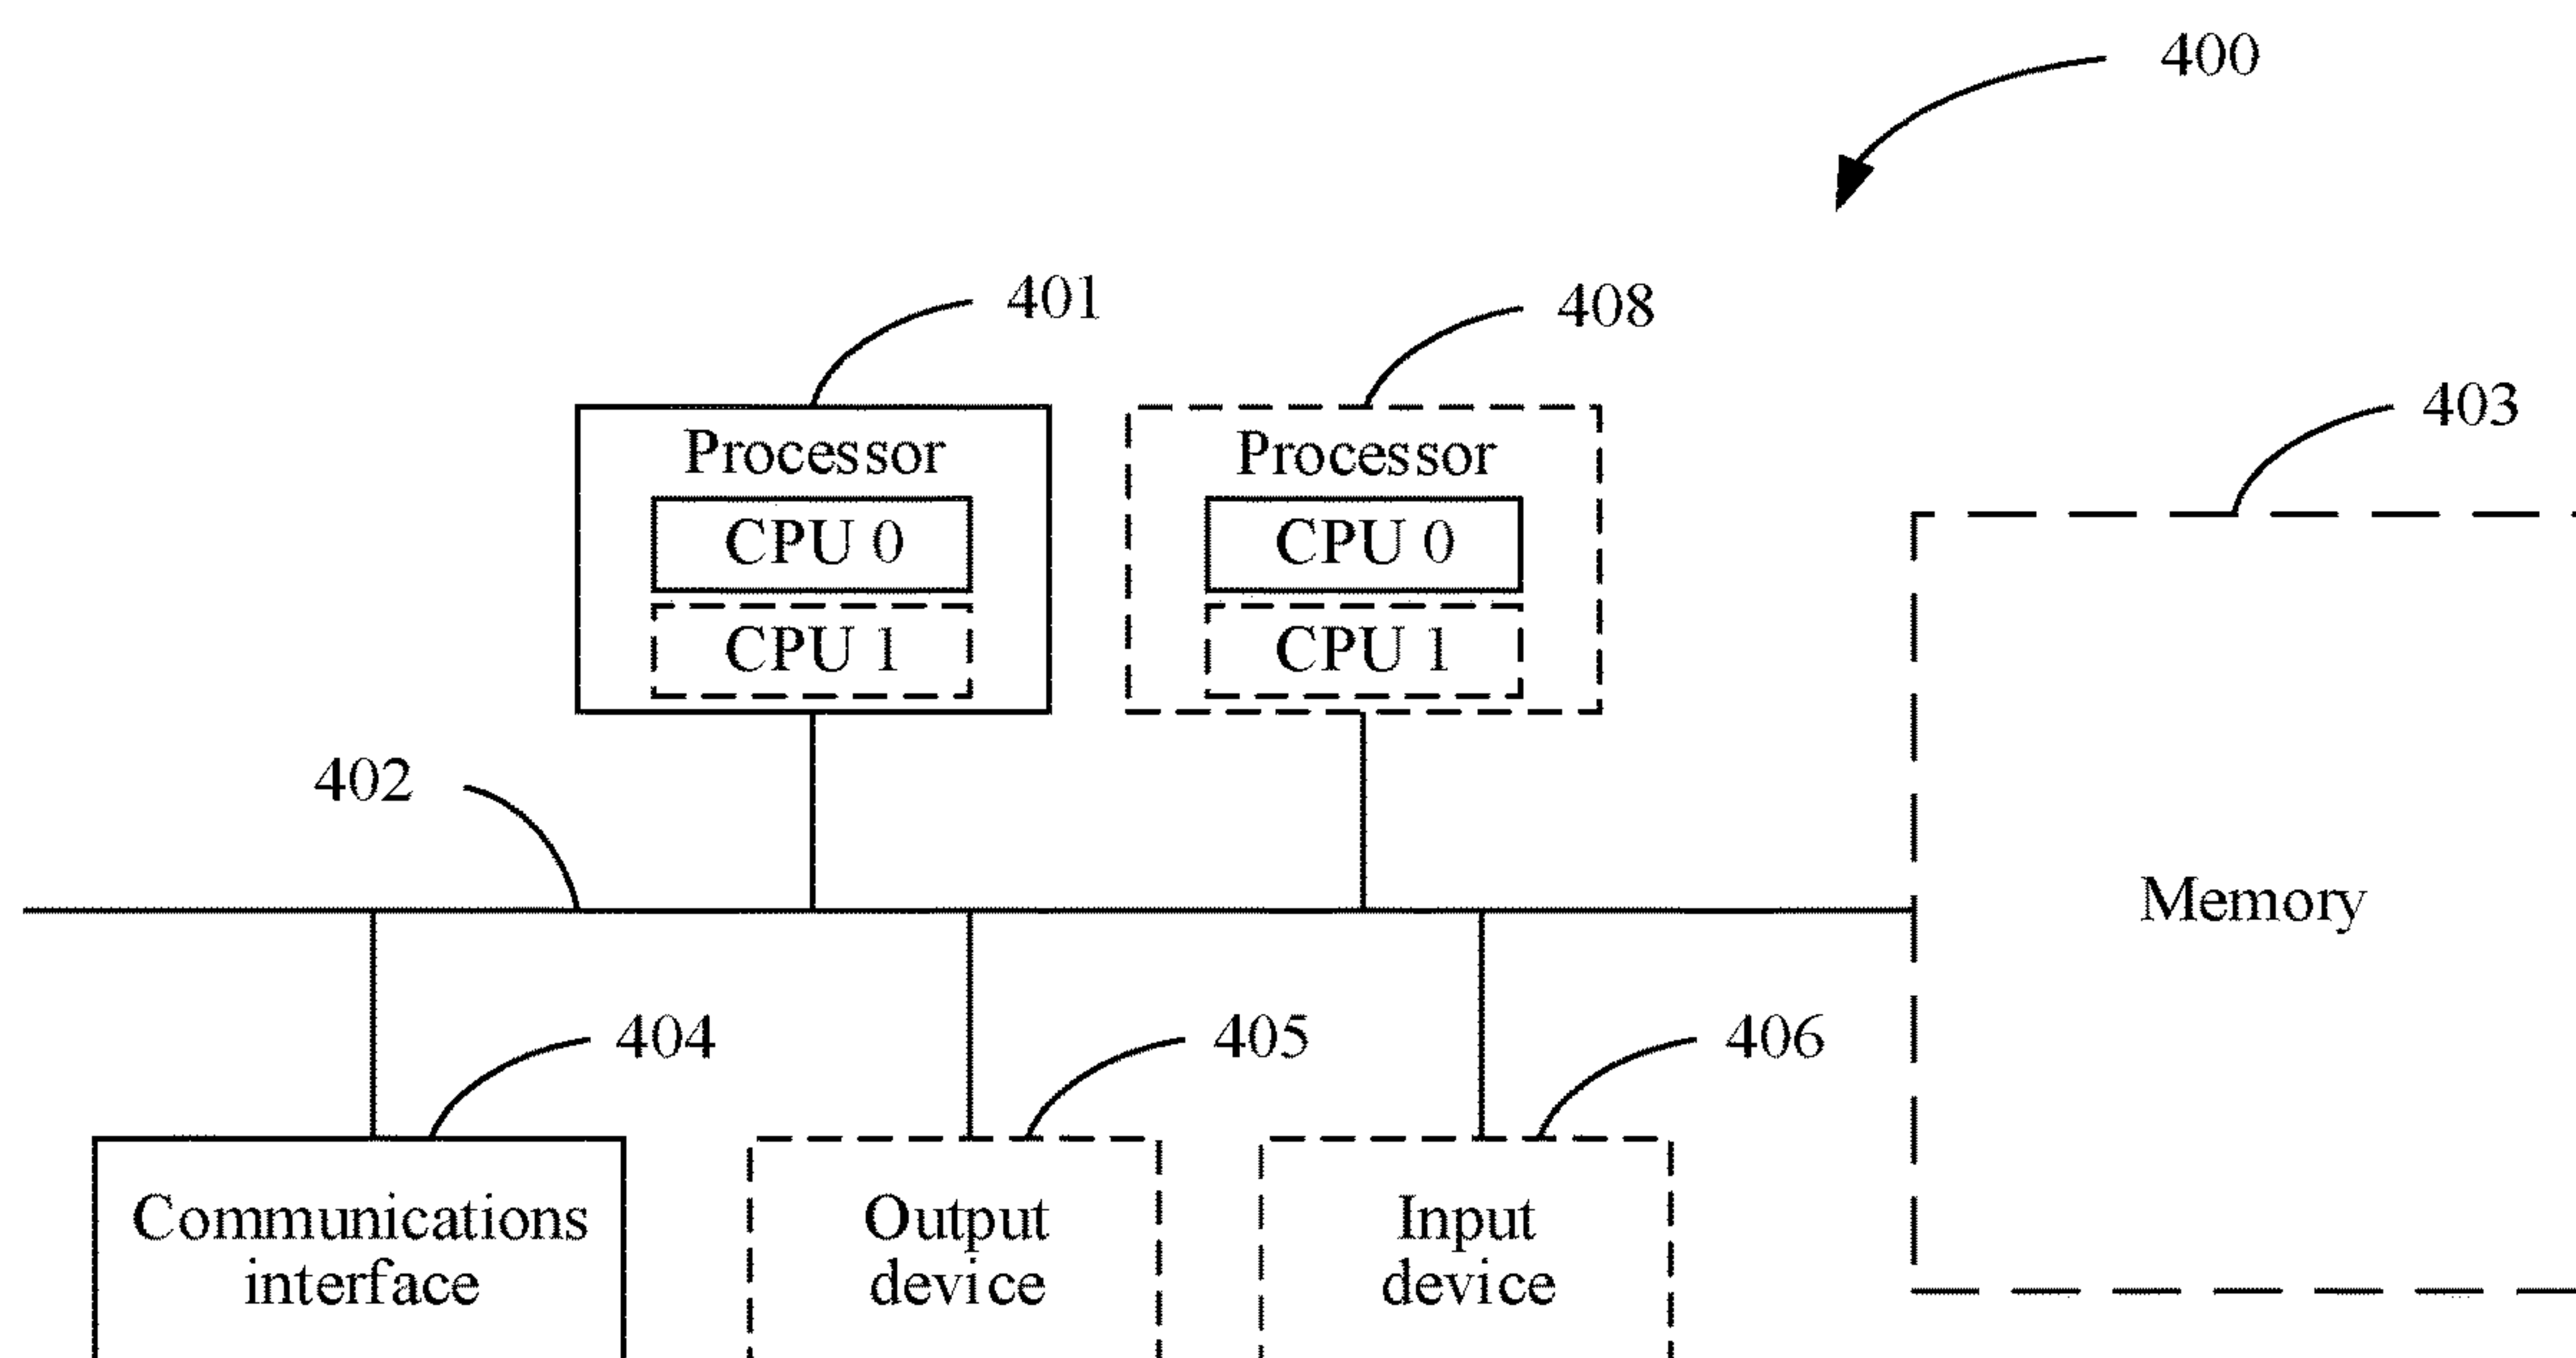 400
401
408
403
Processor
Processor
CPU 0
CPU 0
CPU 1
CPU 1
402
Memory
404
405
406
Communications
interface
Output
device
Input
device